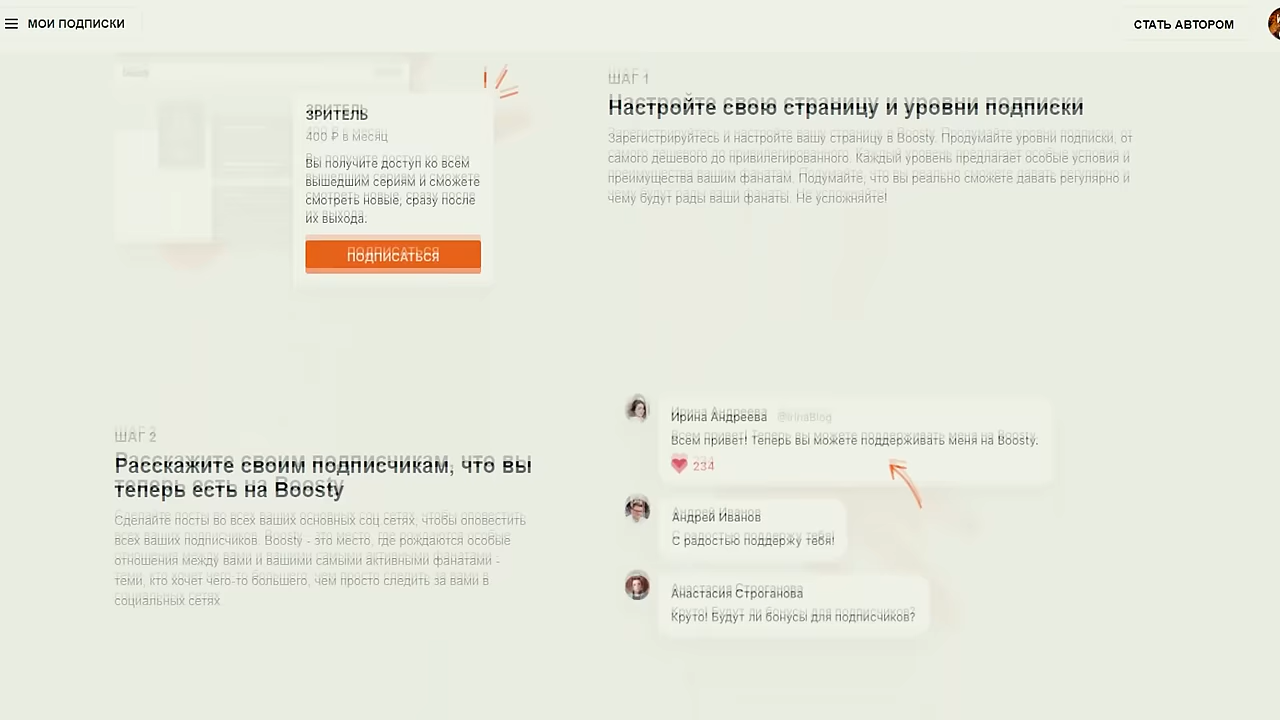 МОИ ПОДПИСКИ
СТАТЬ АВТОРОМ
ЗРИТЕЛЬ
400 ₽ в месяц
Вы получите доступ ко всем
вышедшим сериям и сможете
смотреть новые, сразу после
их выхода.
ПОДПИСАТЬСЯ
ШАГ 1
Настройте свою страницу и уровни подписки
Зарегистрируйтесь и настройте вашу страницу в Boosty. Продумайте уровни подписки, от
самого дешевого до привилегированного. Каждый уровень предлагает особые условия и
преимущества вашим фанатам. Подумайте, что вы реально сможете давать регулярно и
чему будут рады ваши фанаты. Не усложняйте!
ШАГ 2
Расскажите своим подписчикам, что вы
теперь есть на Boosty
Сделайте посты во всех ваших основных соц сетях, чтобы оповестить
всех ваших подписчиков. Boosty - это место, где рождаются особые
отношения между вами и вашими самыми активными фанатами -
теми, кто хочет чего-то большего, чем просто следить за вами в
социальных сетях
Ирина Андреева @IrinaBlog
Всем привет! Теперь вы можете поддерживать меня на Boosty.
234
Андрей Иванов
С радостью поддержу тебя!
Анастасия Строганова
Круто! Будут ли бонусы для подписчиков?